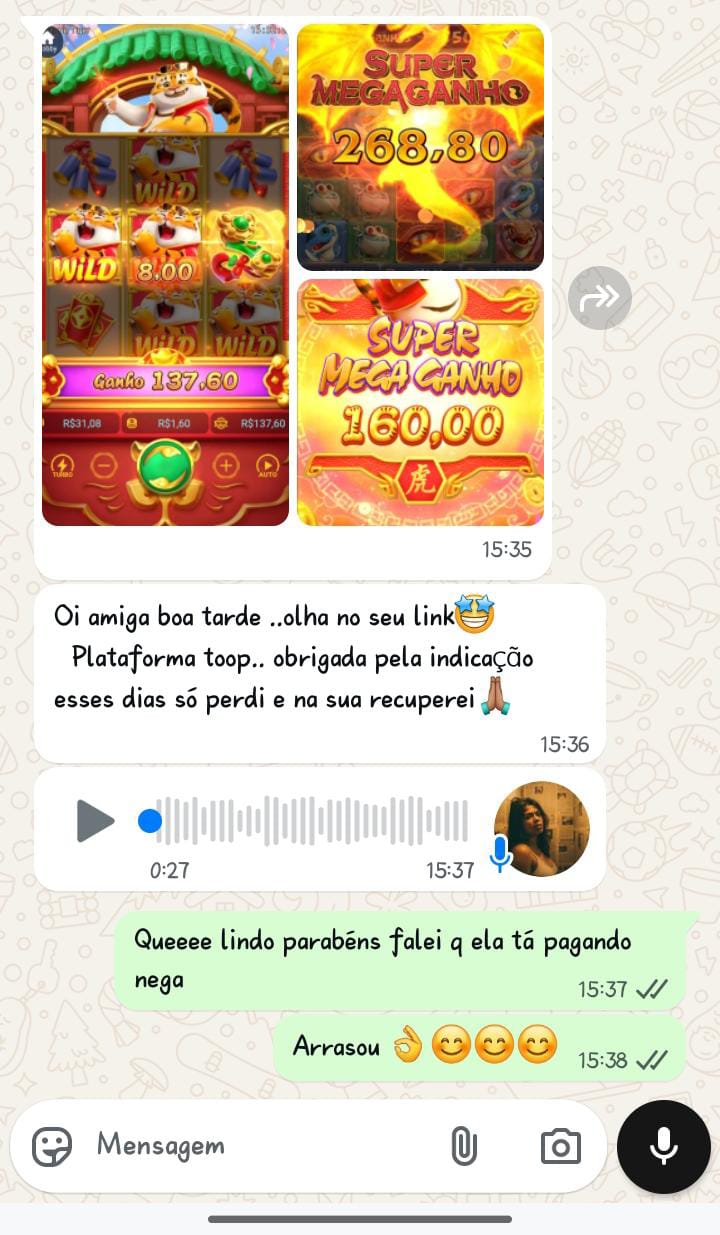 WILD
WILD
8,00
WILD
WILD
Ganho 137,60
R$31,08
R$1,60
R$137,60
TURBO
AUTO
SUPER
MEGAGANHO
268,80
SUPER
MEGA GANHO
160,00
虎
15:35
Oi amiga boa tarde ..olha no seu link🤩
Plataforma toop.. obrigada pela indicação
esses dias só perdi e na sua recuperei🙏🏽
15:36
0:27
15:37
Queeee lindo parabéns falei q ela tá pagando
nega
15:37
Arrasou 👌😊😊😊
15:38
Mensagem